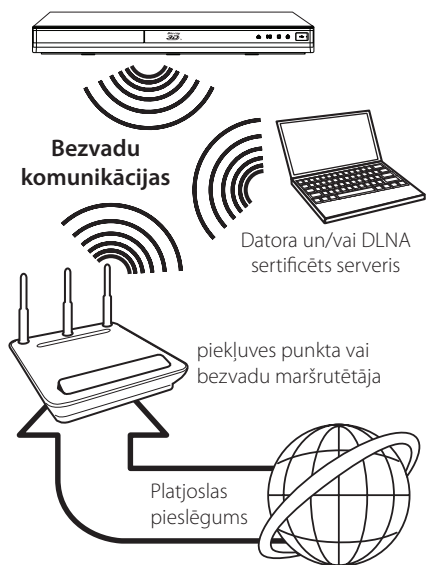 3D
Bezvadu
komunikācijas
Datora un/vai DLNA
sertificēts serveris
piekļuves punkta vai
bezvadu maršrutētāja
Platjoslas
pieslēgums